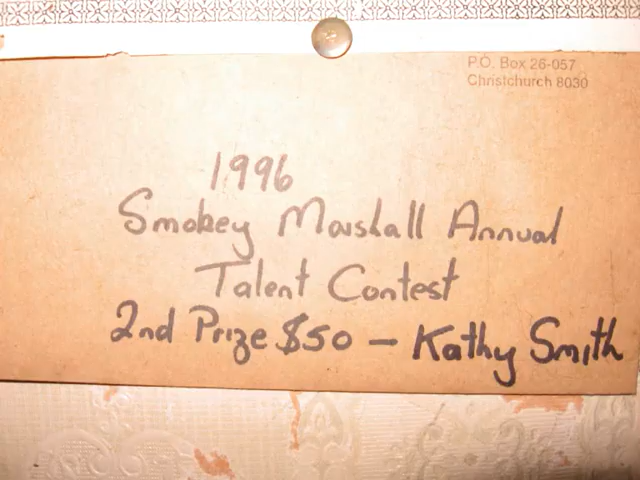 P.O. Box 26-057
Christchurch 8030
1996
Smokey Marshall Annual
Talent Contest
2nd Prize $50 - Kathy Smith